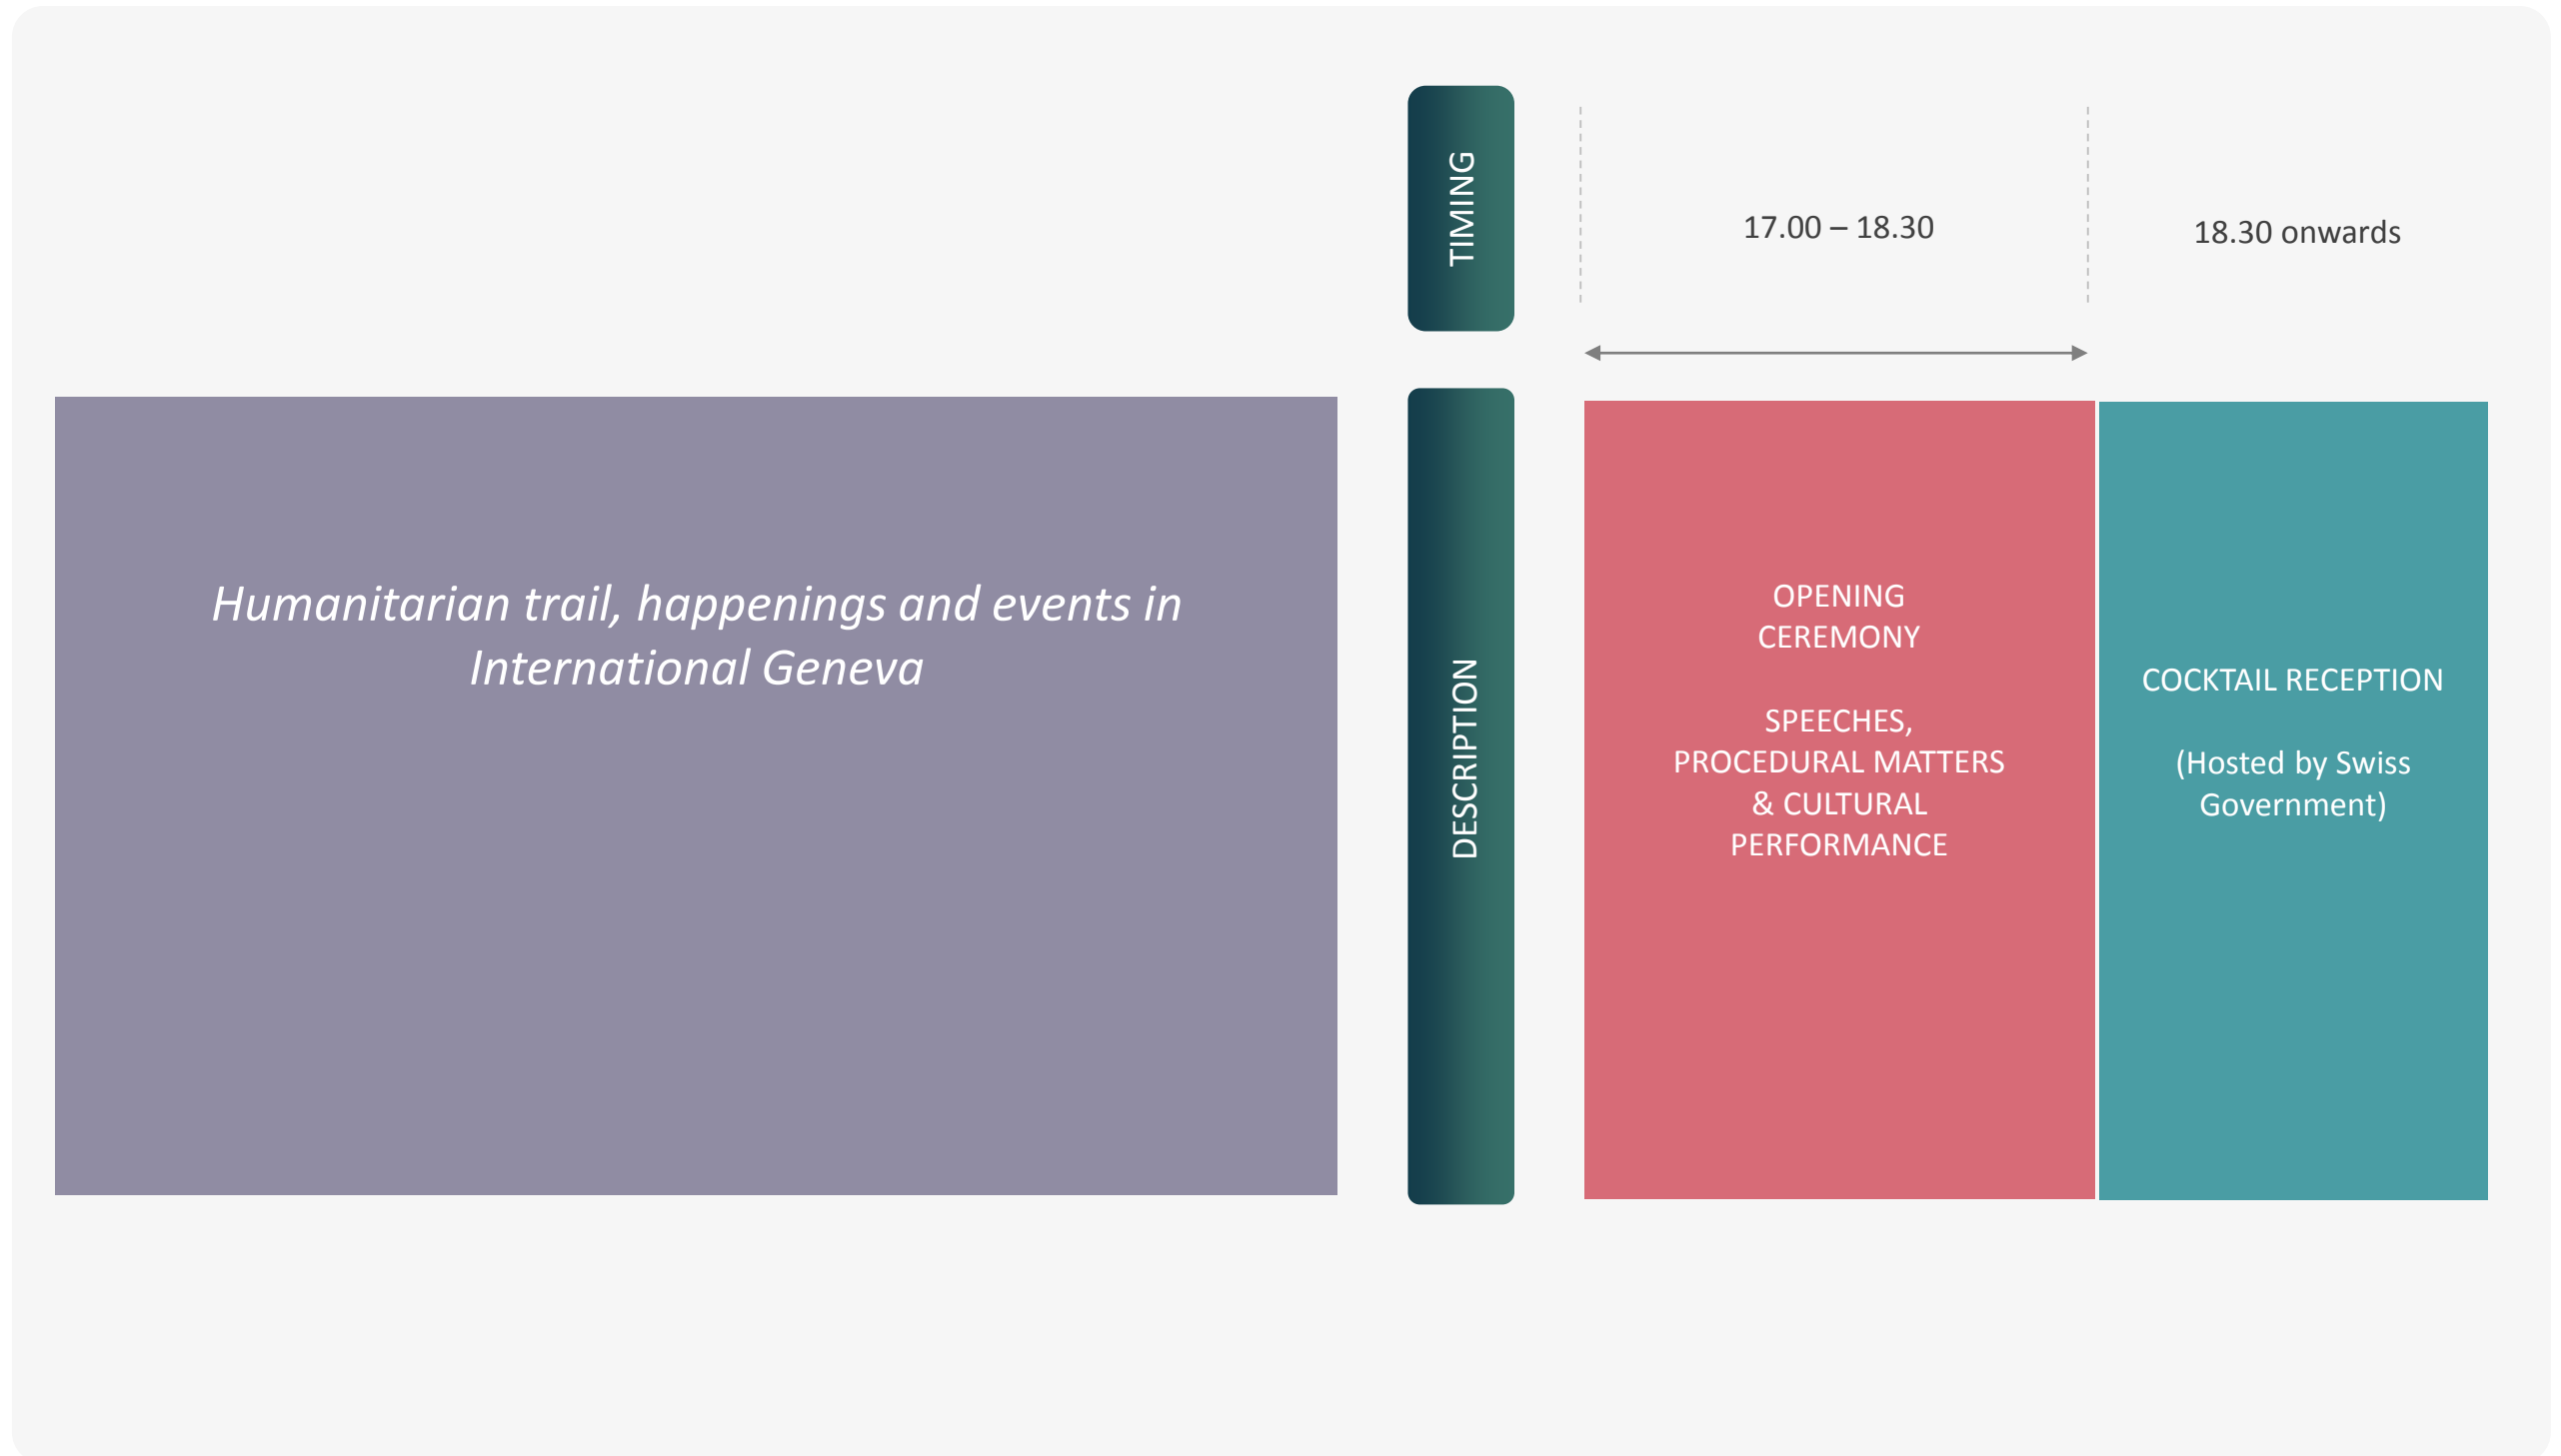 TIMING
17.00 – 18.30
18.30 onwards
Humanitarian trail, happenings and events in
International Geneva
DESCRIPTION
OPENING
CEREMONY
SPEECHES,
PROCEDURAL MATTERS
& CULTURAL
PERFORMANCE
COCKTAIL RECEPTION
(Hosted by Swiss
Government)